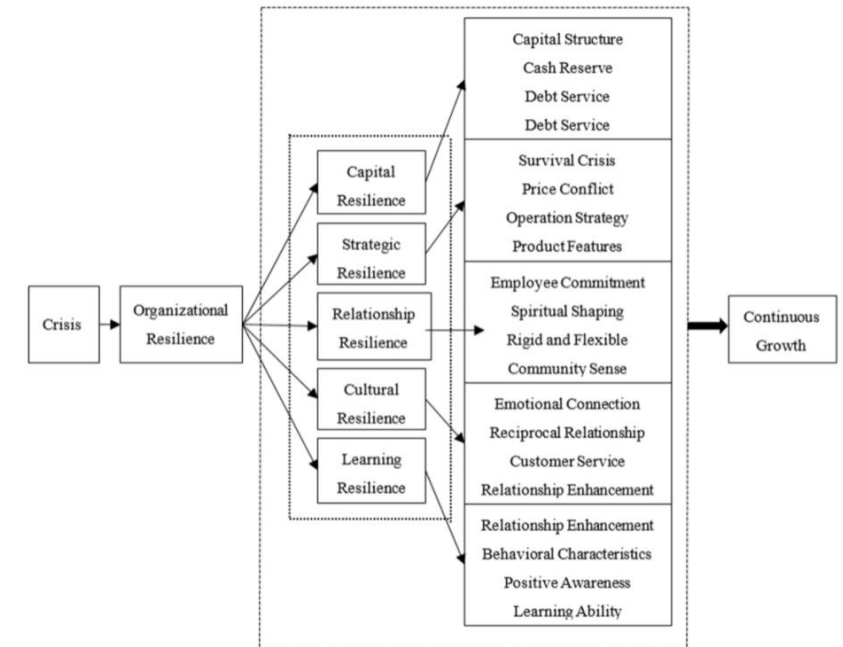 Crisis
Organizational
Resilience
Capital
Resilience
Strategic
Resilience
Relationship
Resilience
Cultural
Resilience
Learning
Resilience
Capital Structure
Cash Reserve
Debt Service
Debt Service
Survival Crisis
Price Conflict
Operation Strategy
Product Features
Employee Commitment
Spiritual Shaping
Rigid and Flexible
Community Sense
Emotional Connection
Reciprocal Relationship
Customer Service
Relationship Enhancement
Relationship Enhancement
Behavioral Characteristics
Positive Awareness
Learning Ability
Continuous
Growth